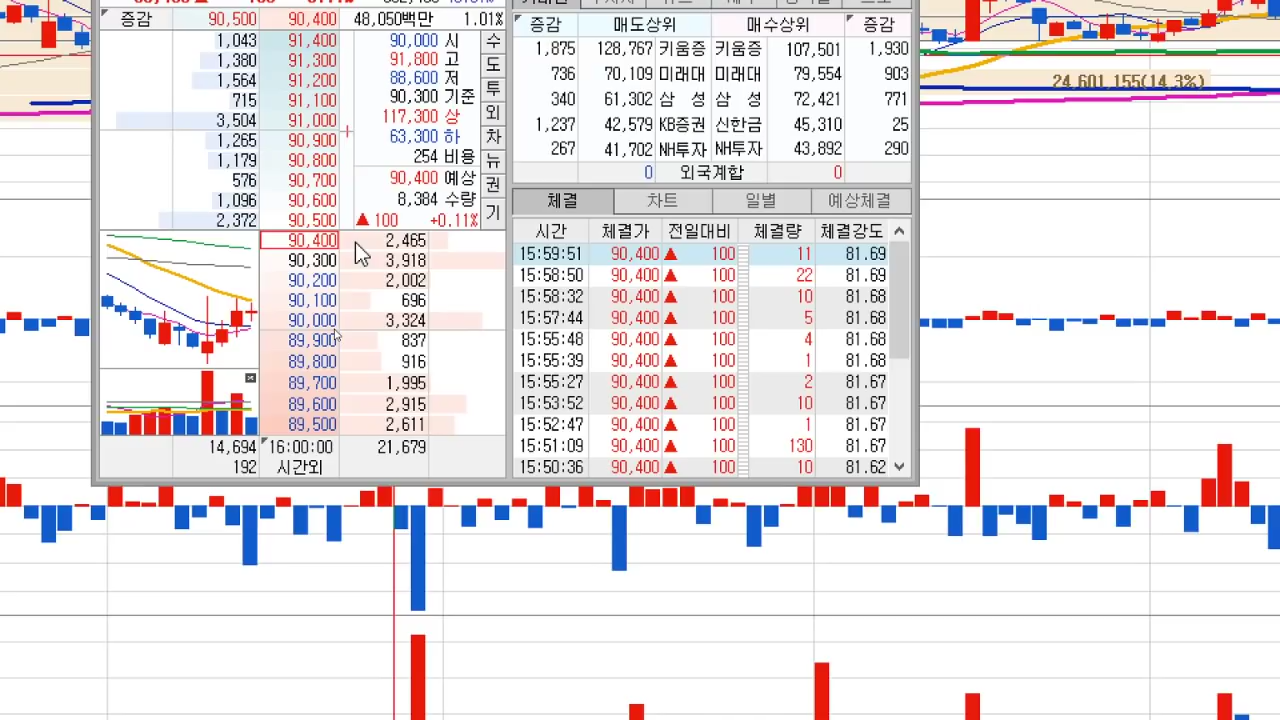 증감 90,500 90,400 48,050백만 1.01%
1,043 91,400 90,000 시 수
1,380 91,300 91,800 고 도
1,564 91,200 88,600 저 투
715 91,100 90,300 기준
3,504 91,000 117,300 상 외
1,265 90,900 63,300 하 차
1,179 90,800 254 비용 뉴
576 90,700 90,400 예상 권
1,096 90,600 8,384 수량
2,372 90,500 ▲ 100 +0.11% 기
90,400 2,465
90,300 3,918
90,200 2,002
90,100 696
90,000 3,324
89,900 837
89,800 916
89,700 1,995
89,600 2,915
89,500 2,611
14,694 16:00:00 21,679
192 시간외
증감 매도상위 매수상위 증감
1,875 128,767 키움증 키움증 107,501 1,930
736 70,109 미래대 미래대 79,554 903
340 61,302 삼 성 삼 성 72,421 771
1,237 42,579 KB증권 신한금 45,310 25
267 41,702 NH투자 NH투자 43,892 290
0 외국계합 0
체결 차트 일별 예상체결
시간 체결가 전일대비 체결량 체결강도
15:59:51 90,400 ▲ 100 11 81.69
15:58:50 90,400 ▲ 100 22 81.69
15:58:32 90,400 ▲ 100 10 81.68
15:57:44 90,400 ▲ 100 5 81.68
15:55:48 90,400 ▲ 100 4 81.68
15:55:39 90,400 ▲ 100 1 81.68
15:55:27 90,400 ▲ 100 2 81.67
15:53:52 90,400 ▲ 100 10 81.67
15:52:47 90,400 ▲ 100 1 81.67
15:51:09 90,400 ▲ 100 130 81.67
15:50:36 90,400 ▲ 100 10 81.62
24,601,155(14.3%)